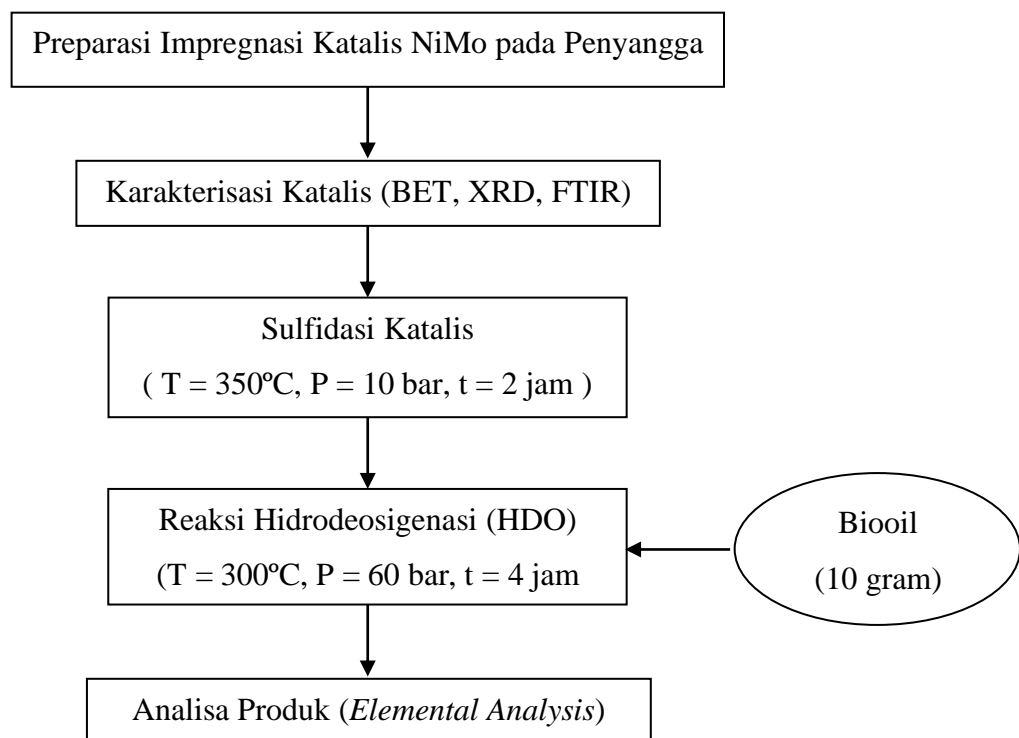 Preparasi Impregnasi Katalis NiMo pada Penyangga
Karakterisasi Katalis (BET, XRD, FTIR)
Sulfidasi Katalis
( T = 350ºC, P = 10 bar, t = 2 jam )
Reaksi Hidrodeosigenasi (HDO)
(T = 300ºC, P = 60 bar, t = 4 jam
Biooil
(10 gram)
Analisa Produk (Elemental Analysis)